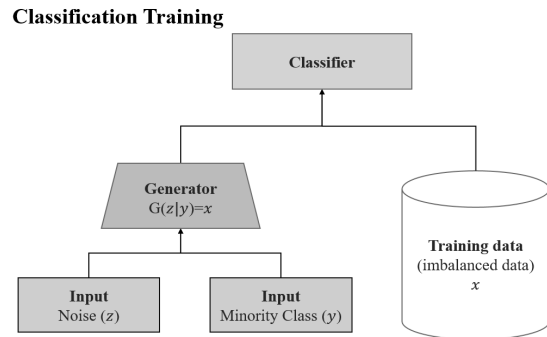 Classification Training
Classifier
Generator
G(z|y)=x
Training data
(imbalanced data)
x
Input
Noise (z)
Input
Minority Class (y)